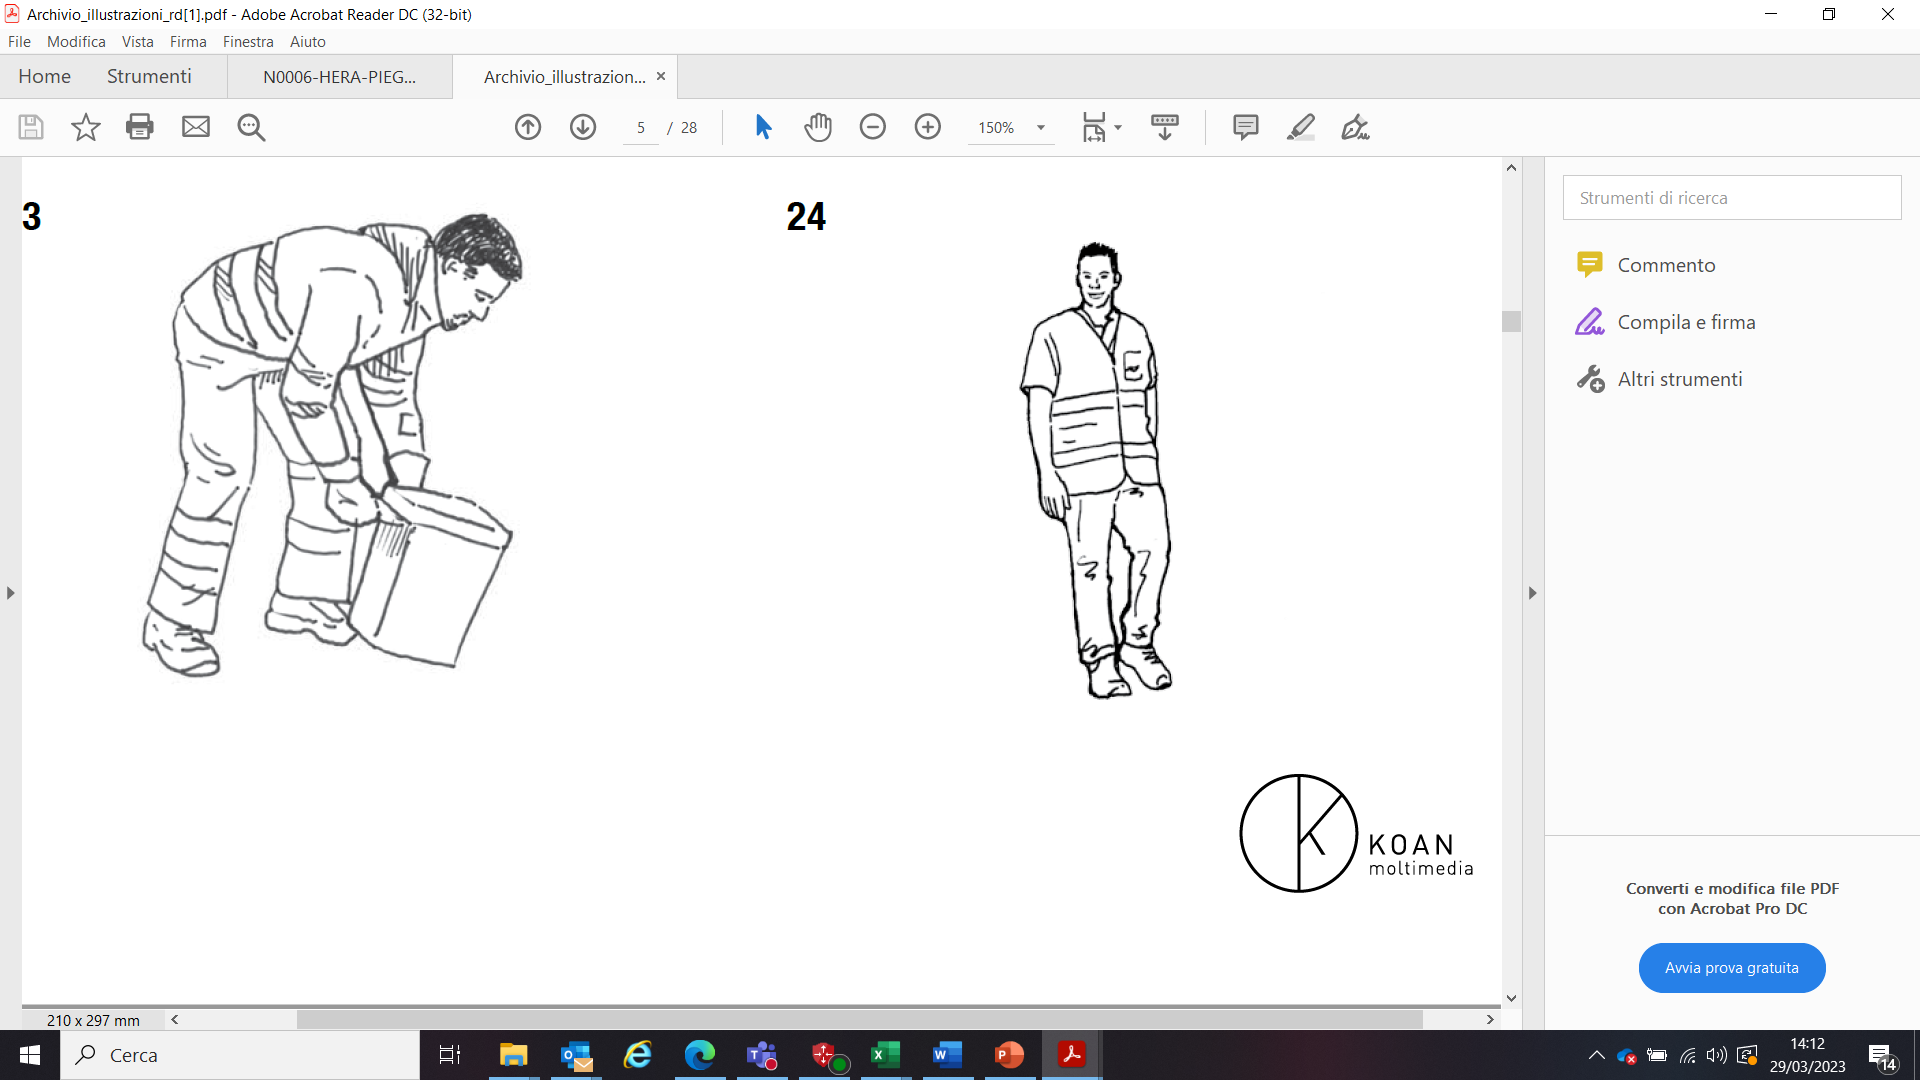 Archivio_illustrazioni_rd[1].pdf - Adobe Acrobat Reader DC (32-bit)
File Modifica Vista Firma Finestra Aiuto
Home Strumenti N0006-HERA-PIEG... Archivio_illustrazion...
5 / 28 150%
3 24
KOAN
moltimedia
210 x 297 mm
Strumenti di ricerca
Commento
Compila e firma
Altri strumenti
Converti e modifica file PDF
con Acrobat Pro DC
Avvia prova gratuita
Cerca
14:12
29/03/2023
14